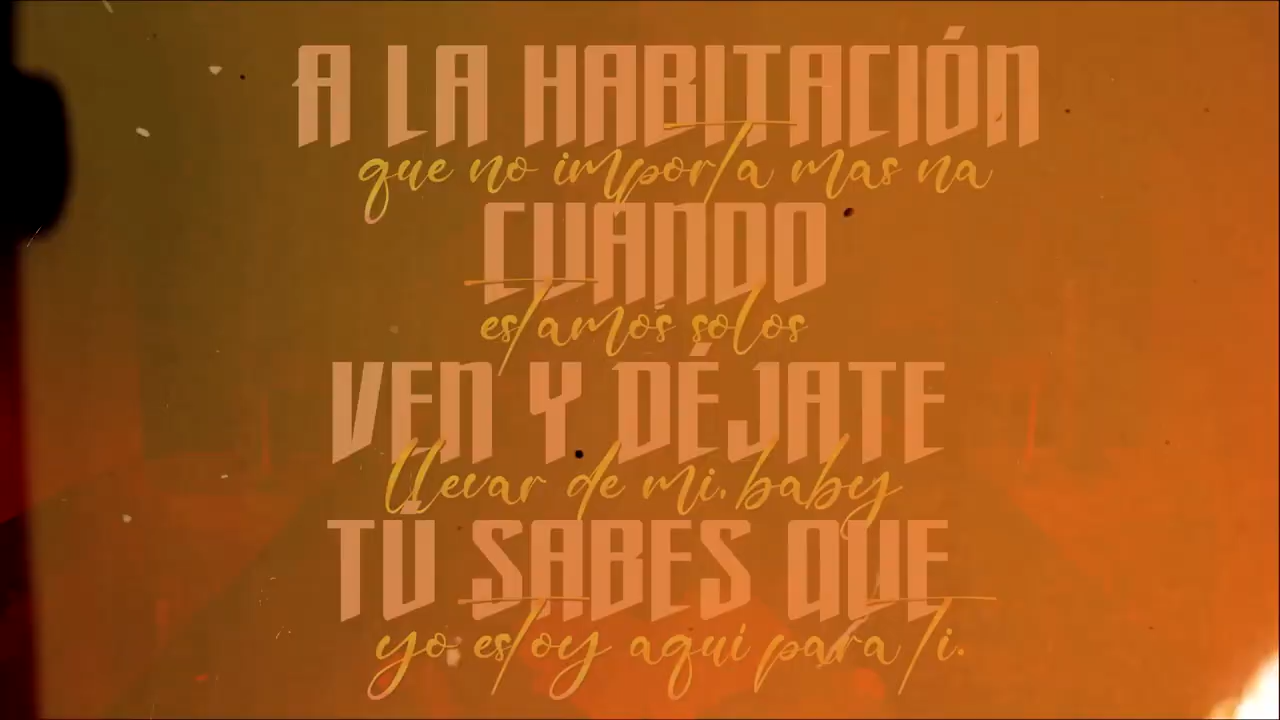 A LA HABITACIÓN
que no importa mas na
CUANDO
estamos solos
VEN Y DÉJATE
llevar de mi, baby
TÚ SABES QUE
yo estoy aqui para ti.